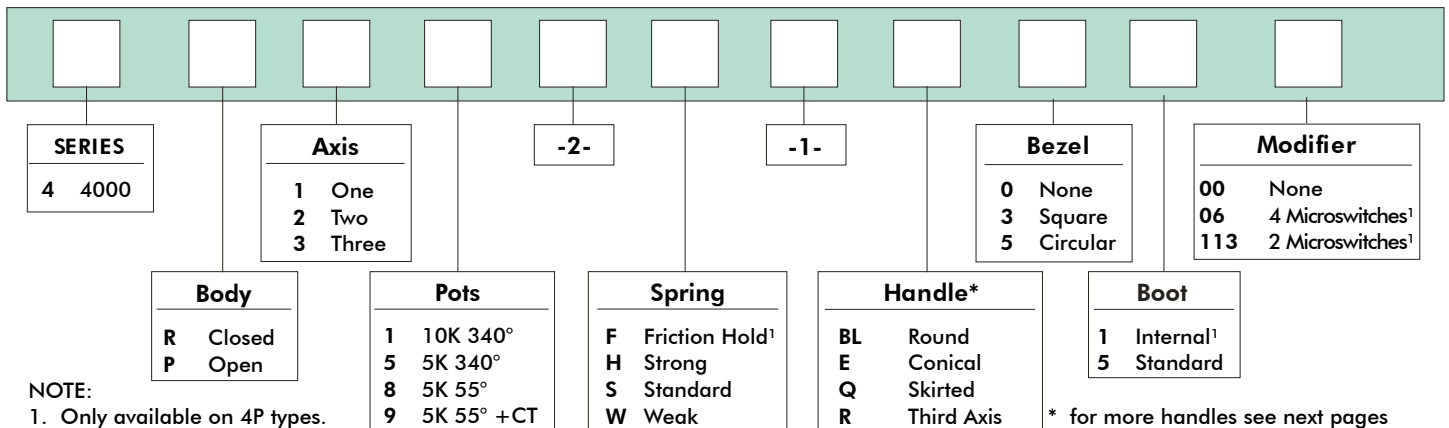 SERIES
4 4000
Body
R Closed
P Open
Axis
1 One
2 Two
3 Three
Pots
1 10K 340°
5 5K 340°
8 5K 55°
9 5K 55° +CT
-2-
Spring
F Friction Hold¹
H Strong
S Standard
W Weak
-1-
Handle*
BL Round
E Conical
Q Skirted
R Third Axis
Bezel
0 None
3 Square
5 Circular
Boot
1 Internal¹
5 Standard
Modifier
00 None
06 4 Microswitches¹
113 2 Microswitches¹
NOTE:
1. Only available on 4P types.
* for more handles see next pages